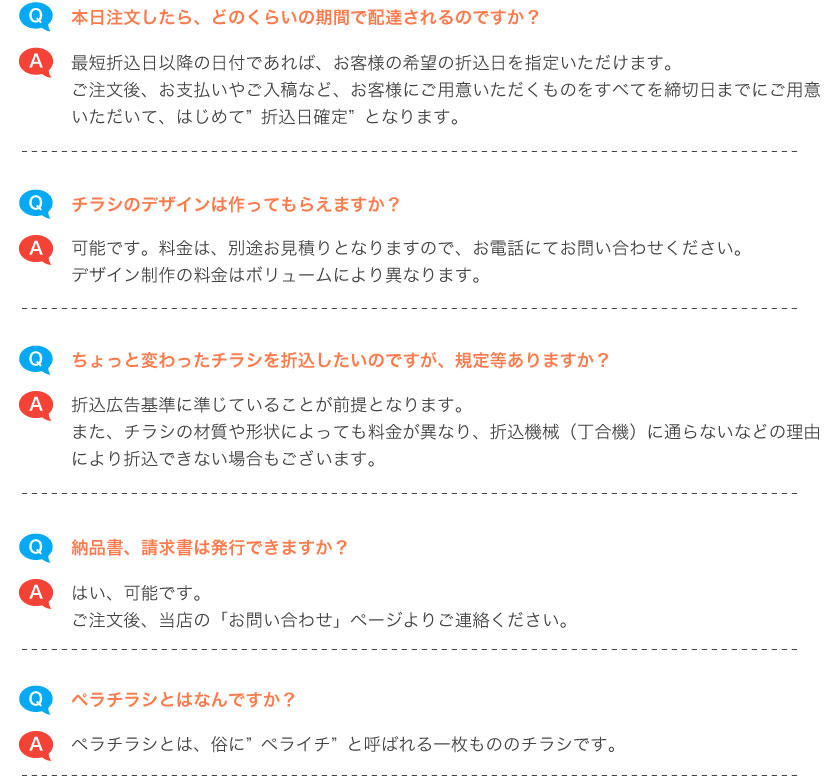 Q 本日注文したら、どのくらいの期間で配達されるのですか？
A 最短折込日以降の日付であれば、お客様の希望の折込日を指定いただけます。
ご注文後、お支払いやご入稿など、お客様にご用意いただくものをすべてを締切日までにご用意
いただいて、はじめて”折込日確定”となります。
Q チラシのデザインは作ってもらえますか？
A 可能です。料金は、別途お見積りとなりますので、お電話にてお問い合わせください。
デザイン制作の料金はボリュームにより異なります。
Q ちょっと変わったチラシを折込したいのですが、規定等ありますか？
A 折込広告基準に準じていることが前提となります。
また、チラシの材質や形状によっても料金が異なり、折込機械（丁合機）に通らないなどの理由
により折込できない場合もございます。
Q 納品書、請求書は発行できますか？
A はい、可能です。
ご注文後、当店の「お問い合わせ」ページよりご連絡ください。
Q ペラチラシとはなんですか？
A ペラチラシとは、俗に”ペライチ”と呼ばれる一枚もののチラシです。